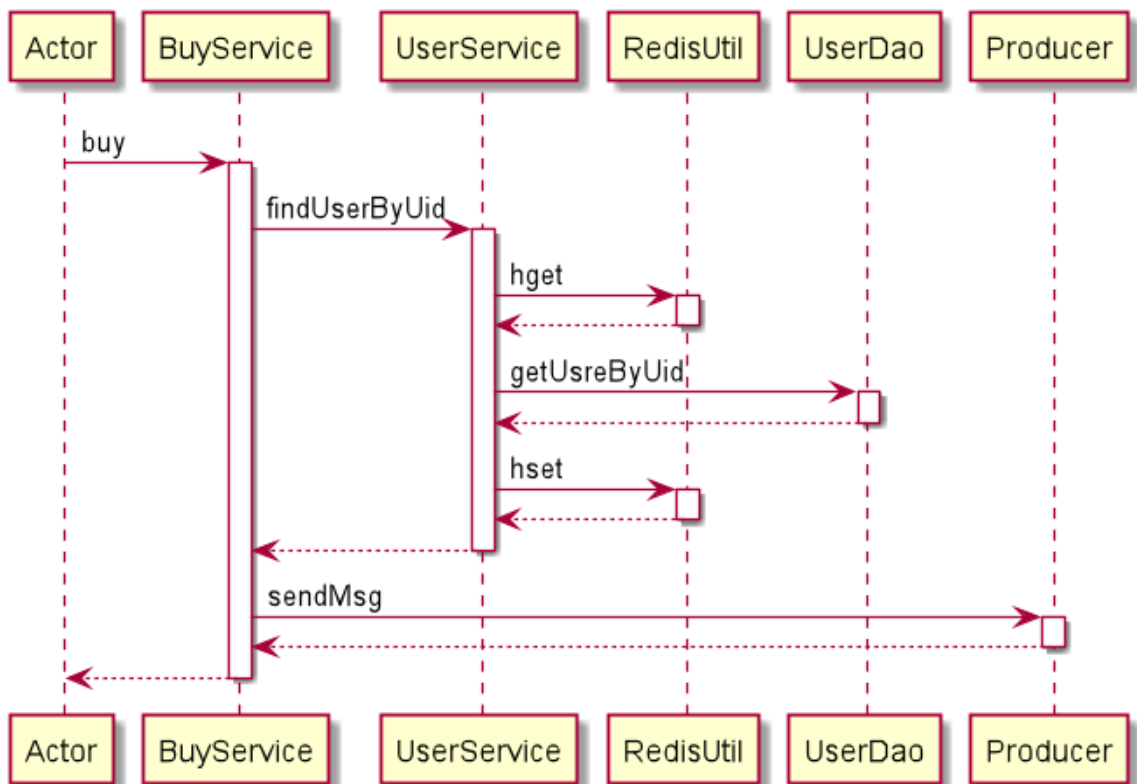 Actor BuyService UserService RedisUtil UserDao Producer
buy
findUserByUid
hget
getUsreByUid
hset
sendMsg
Actor BuyService UserService RedisUtil UserDao Producer